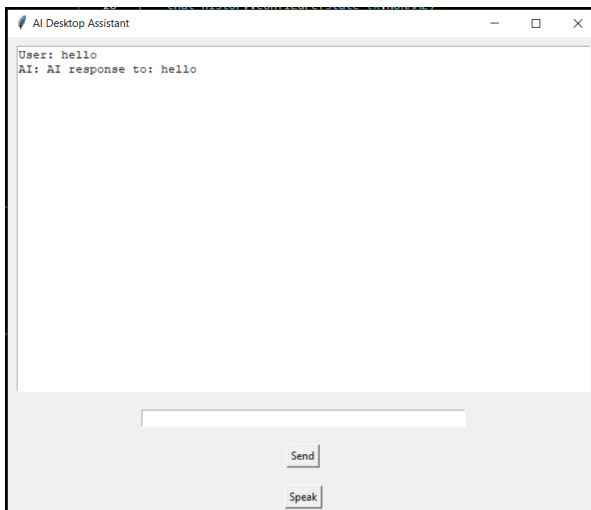 AI Desktop Assistant
User: hello
AI: AI response to: hello
Send
Speak